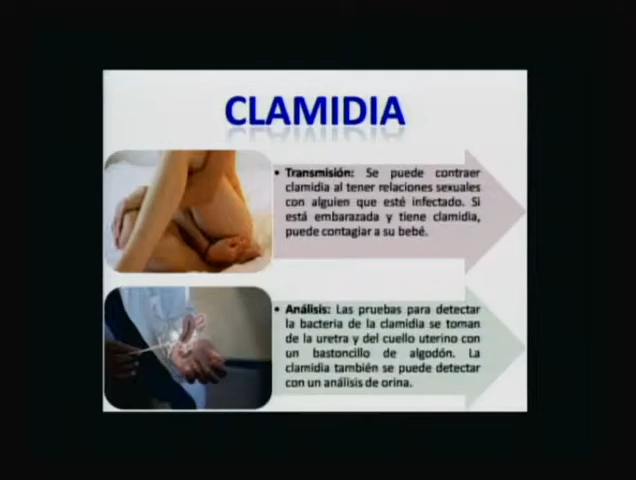 CLAMIDIA
• Transmisión: Se puede contraer
clamidia al tener relaciones sexuales
con alguien que esté infectado. Si
está embarazada y tiene clamidia,
puede contagiar a su bebé.
• Análisis: Las pruebas para detectar
la bacteria de la clamidia se toman
de la uretra y del cuello uterino con
un bastoncillo de algodón. La
clamidia también se puede detectar
con un análisis de orina.